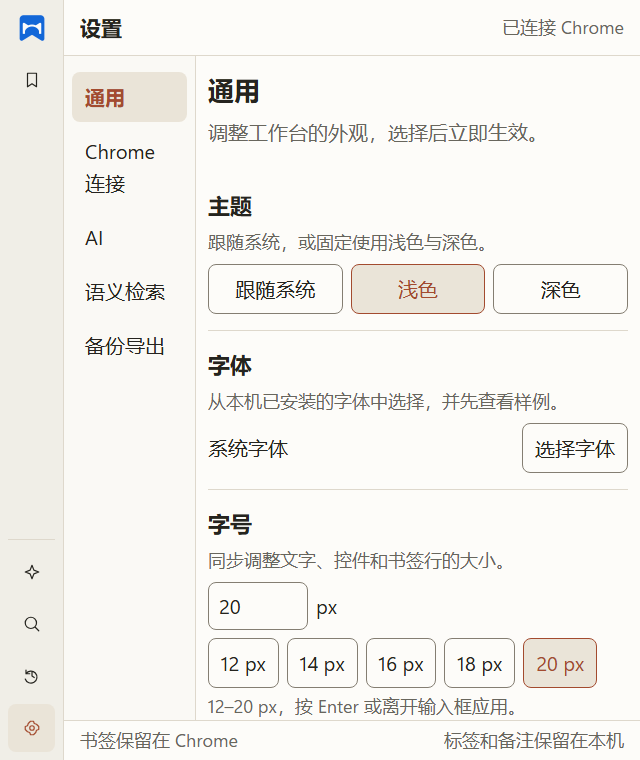 设置
已连接 Chrome
通用
Chrome
连接
AI
语义检索
备份导出
通用
调整工作台的外观，选择后立即生效。
主题
跟随系统，或固定使用浅色与深色。
跟随系统
浅色
深色
字体
从本机已安装的字体中选择，并先查看样例。
系统字体
选择字体
字号
同步调整文字、控件和书签行的大小。
20 px
12 px
14 px
16 px
18 px
20 px
12–20 px，按 Enter 或离开输入框应用。
书签保留在 Chrome
标签和备注保留在本机